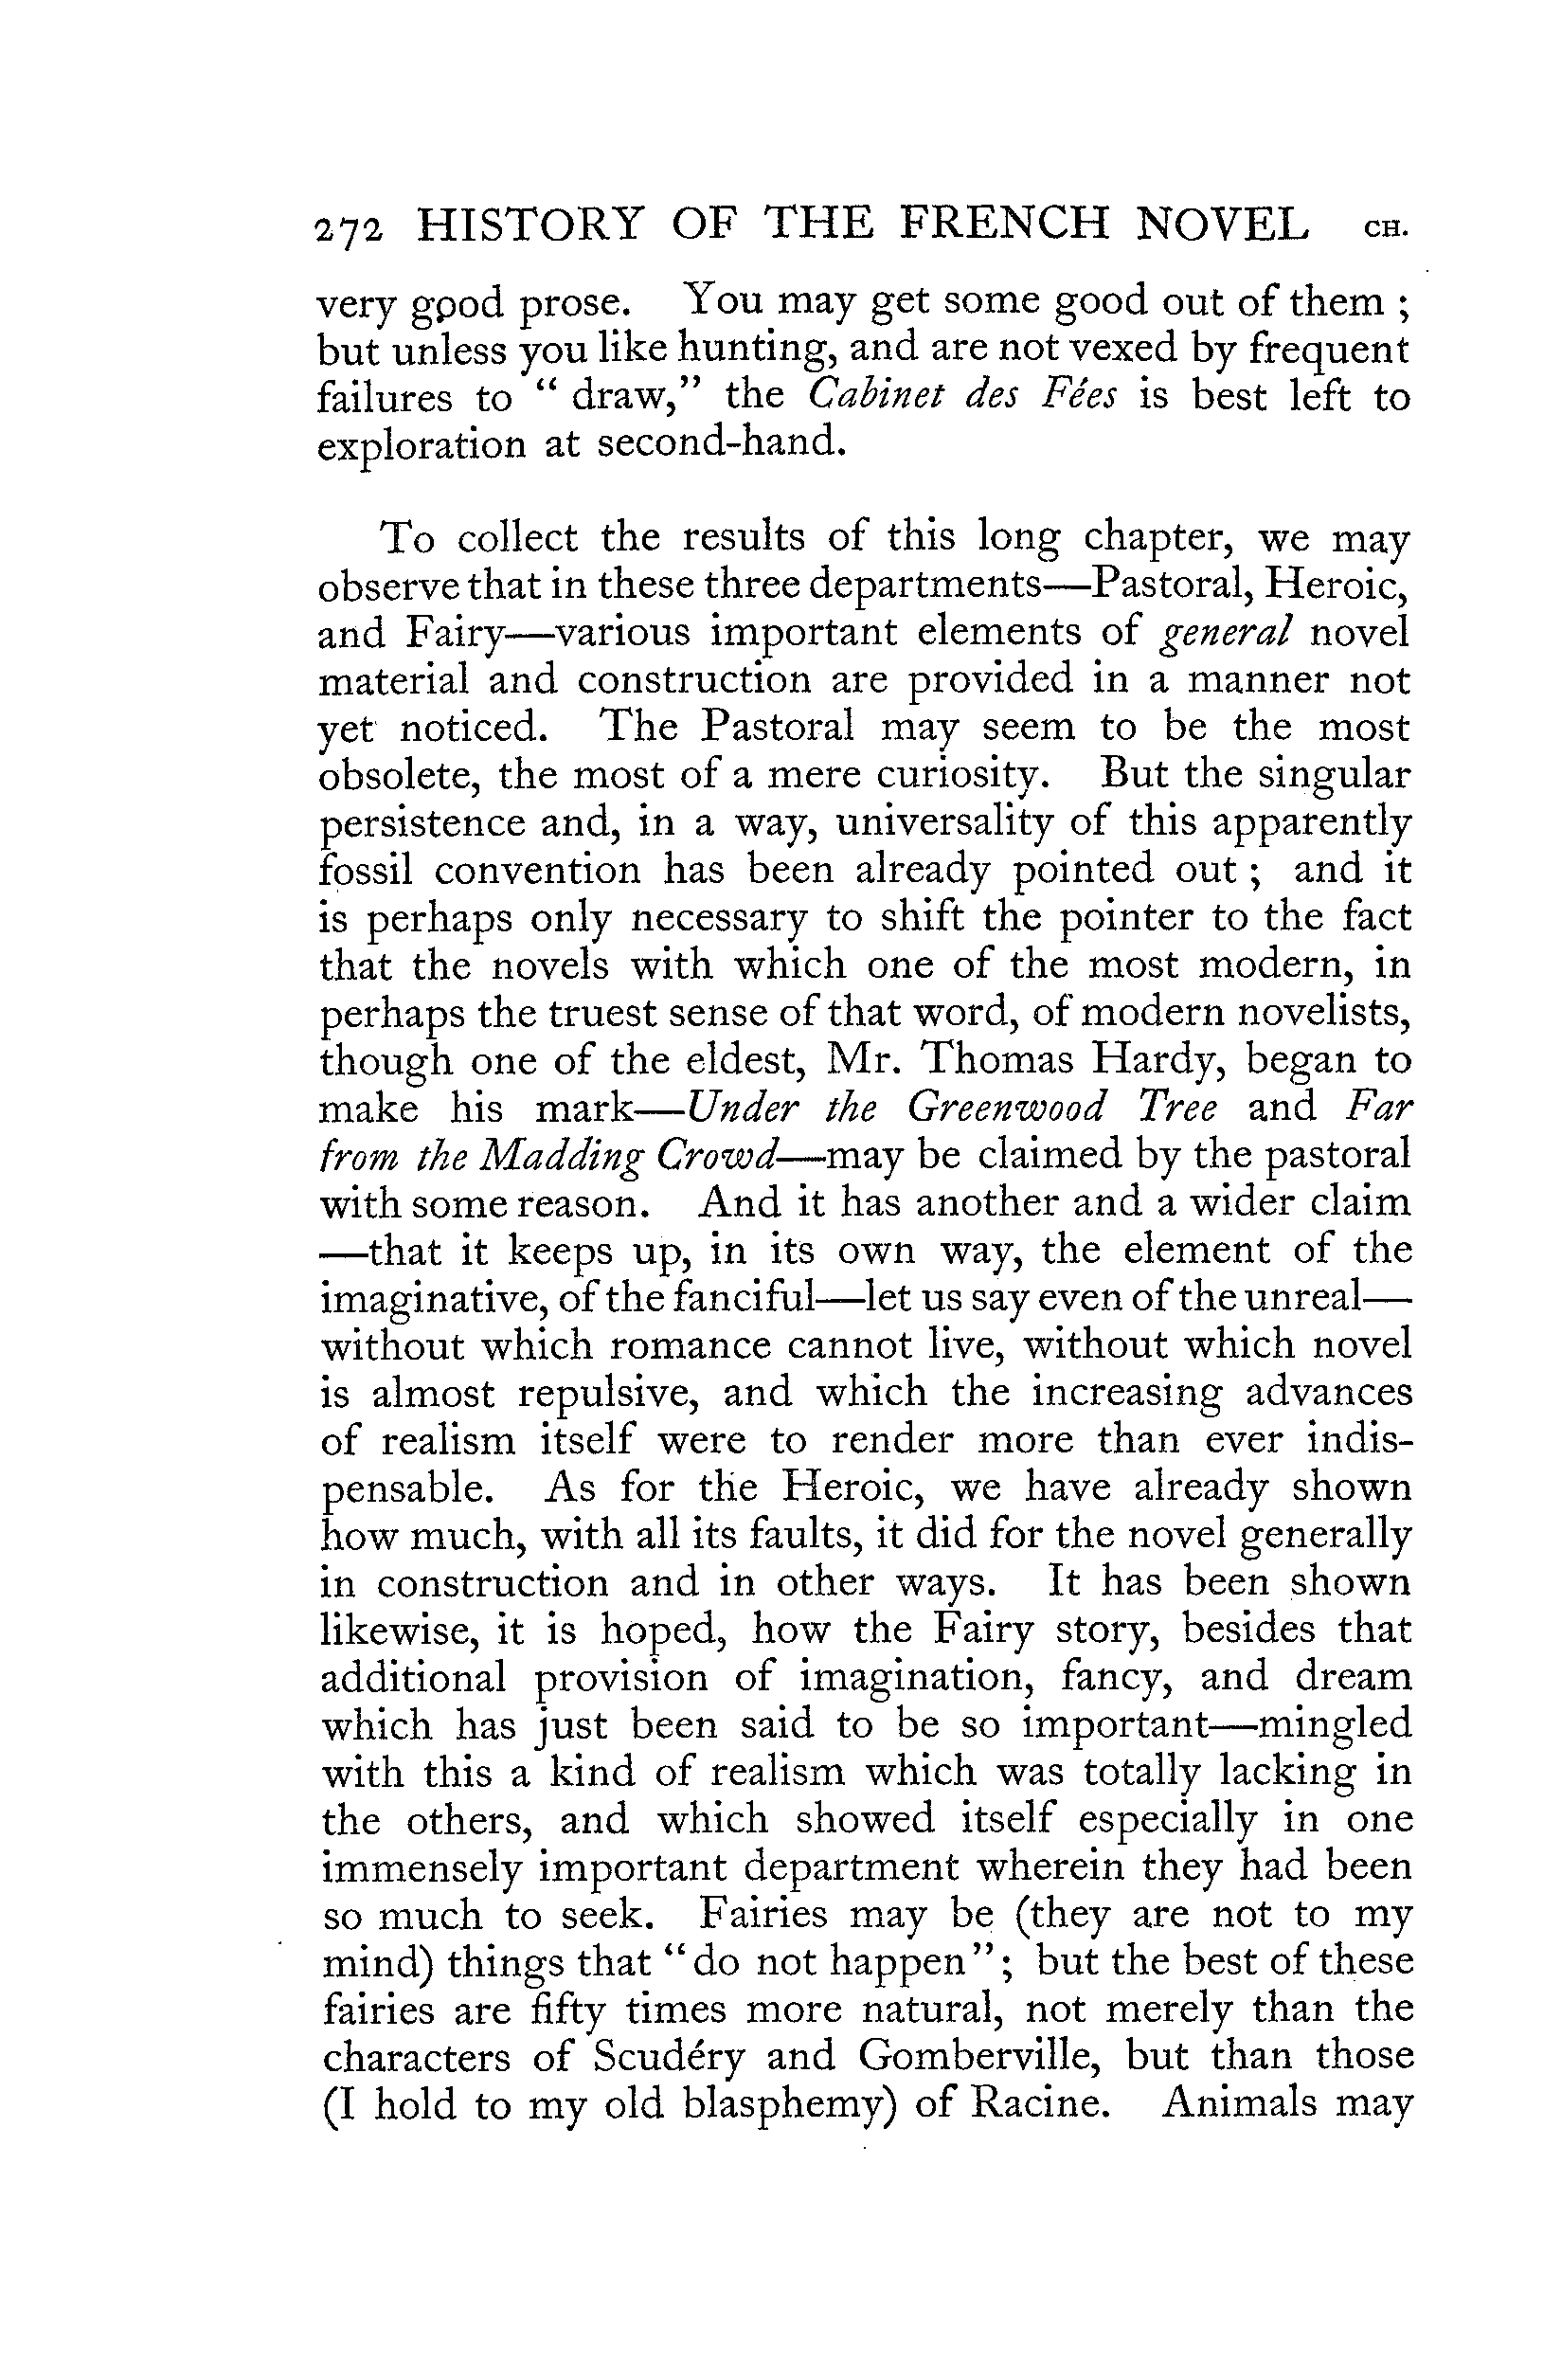 272 HISTORY OF THE FRENCH NOVEL CH.
very good prose. You may get some good out of them ;
but unless you like hunting, and are not vexed by frequent
failures to “ draw,” the Cabinet des Fées is best left to
exploration at second-hand.
To collect the results of this long chapter, we may
observe that in these three departments—Pastoral, Heroic,
and Fairy—various important elements of general novel
material and construction are provided in a manner not
yet noticed. The Pastoral may seem to be the most
obsolete, the most of a mere curiosity. But the singular
persistence and, in a way, universality of this apparently
fossil convention has been already pointed out ; and it
is perhaps only necessary to shift the pointer to the fact
that the novels with which one of the most modern, in
perhaps the truest sense of that word, of modern novelists,
though one of the eldest, Mr. Thomas Hardy, began to
make his mark—Under the Greenwood Tree and Far
from the Madding Crowd—may be claimed by the pastoral
with some reason. And it has another and a wider claim
—that it keeps up, in its own way, the element of the
imaginative, of the fanciful—let us say even of the unreal—
without which romance cannot live, without which novel
is almost repulsive, and which the increasing advances
of realism itself were to render more than ever indis-
pensable. As for the Heroic, we have already shown
how much, with all its faults, it did for the novel generally
in construction and in other ways. It has been shown
likewise, it is hoped, how the Fairy story, besides that
additional provision of imagination, fancy, and dream
which has just been said to be so important—mingled
with this a kind of realism which was totally lacking in
the others, and which showed itself especially in one
immensely important department wherein they had been
so much to seek. Fairies may be (they are not to my
mind) things that “ do not happen ” ; but the best of these
fairies are fifty times more natural, not merely than the
characters of Scudéry and Gomberville, but than those
(I hold to my old blasphemy) of Racine. Animals may